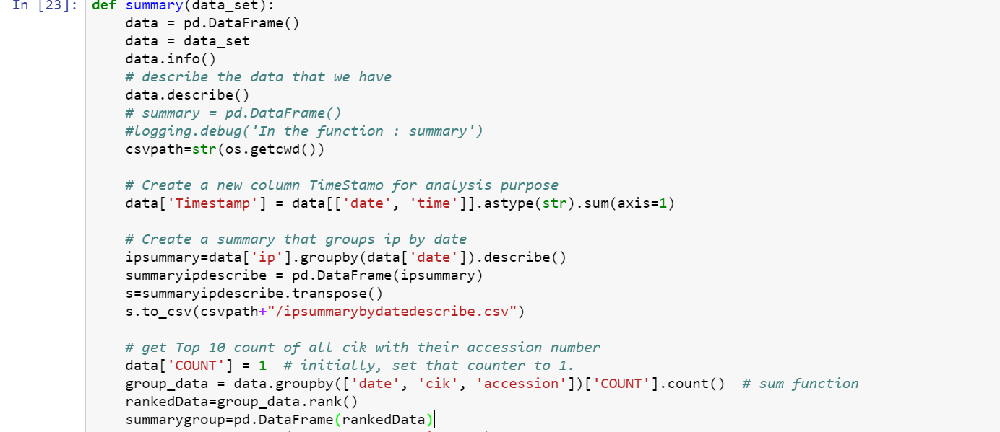 In [23]: def summary(data_set):
    data = pd.DataFrame()
    data = data_set
    data.info()
    # describe the data that we have
    data.describe()
    # summary = pd.DataFrame()
    #logging.debug('In the function : summary')
    csvpath=str(os.getcwd())

    # Create a new column TimeStamo for analysis purpose
    data['Timestamp'] = data[['date', 'time']].astype(str).sum(axis=1)

    # Create a summary that groups ip by date
    ipsummary=data['ip'].groupby(data['date']).describe()
    summaryipdescribe = pd.DataFrame(ipsummary)
    s=summaryipdescribe.transpose()
    s.to_csv(csvpath+"/ipsummarybydatedescribe.csv")

    # get Top 10 count of all cik with their accession number
    data['COUNT'] = 1  # initially, set that counter to 1.
    group_data = data.groupby(['date', 'cik', 'accession'])['COUNT'].count()  # sum function
    rankedData=group_data.rank()
    summarygroup=pd.DataFrame(rankedData)